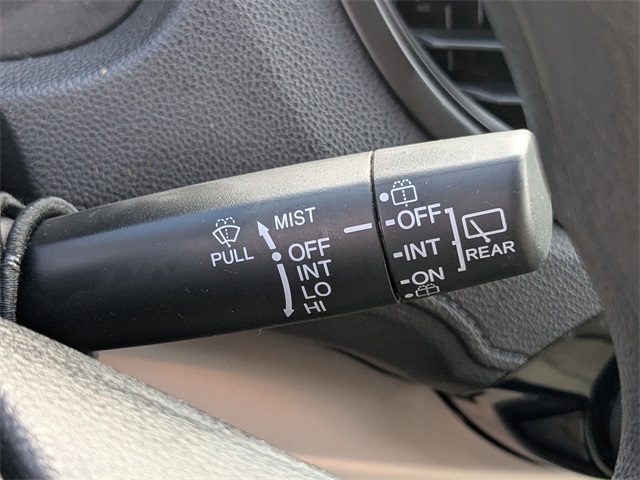 MIST
OFF
INT
LO
HI
PULL
OFF
INT
ON
REAR